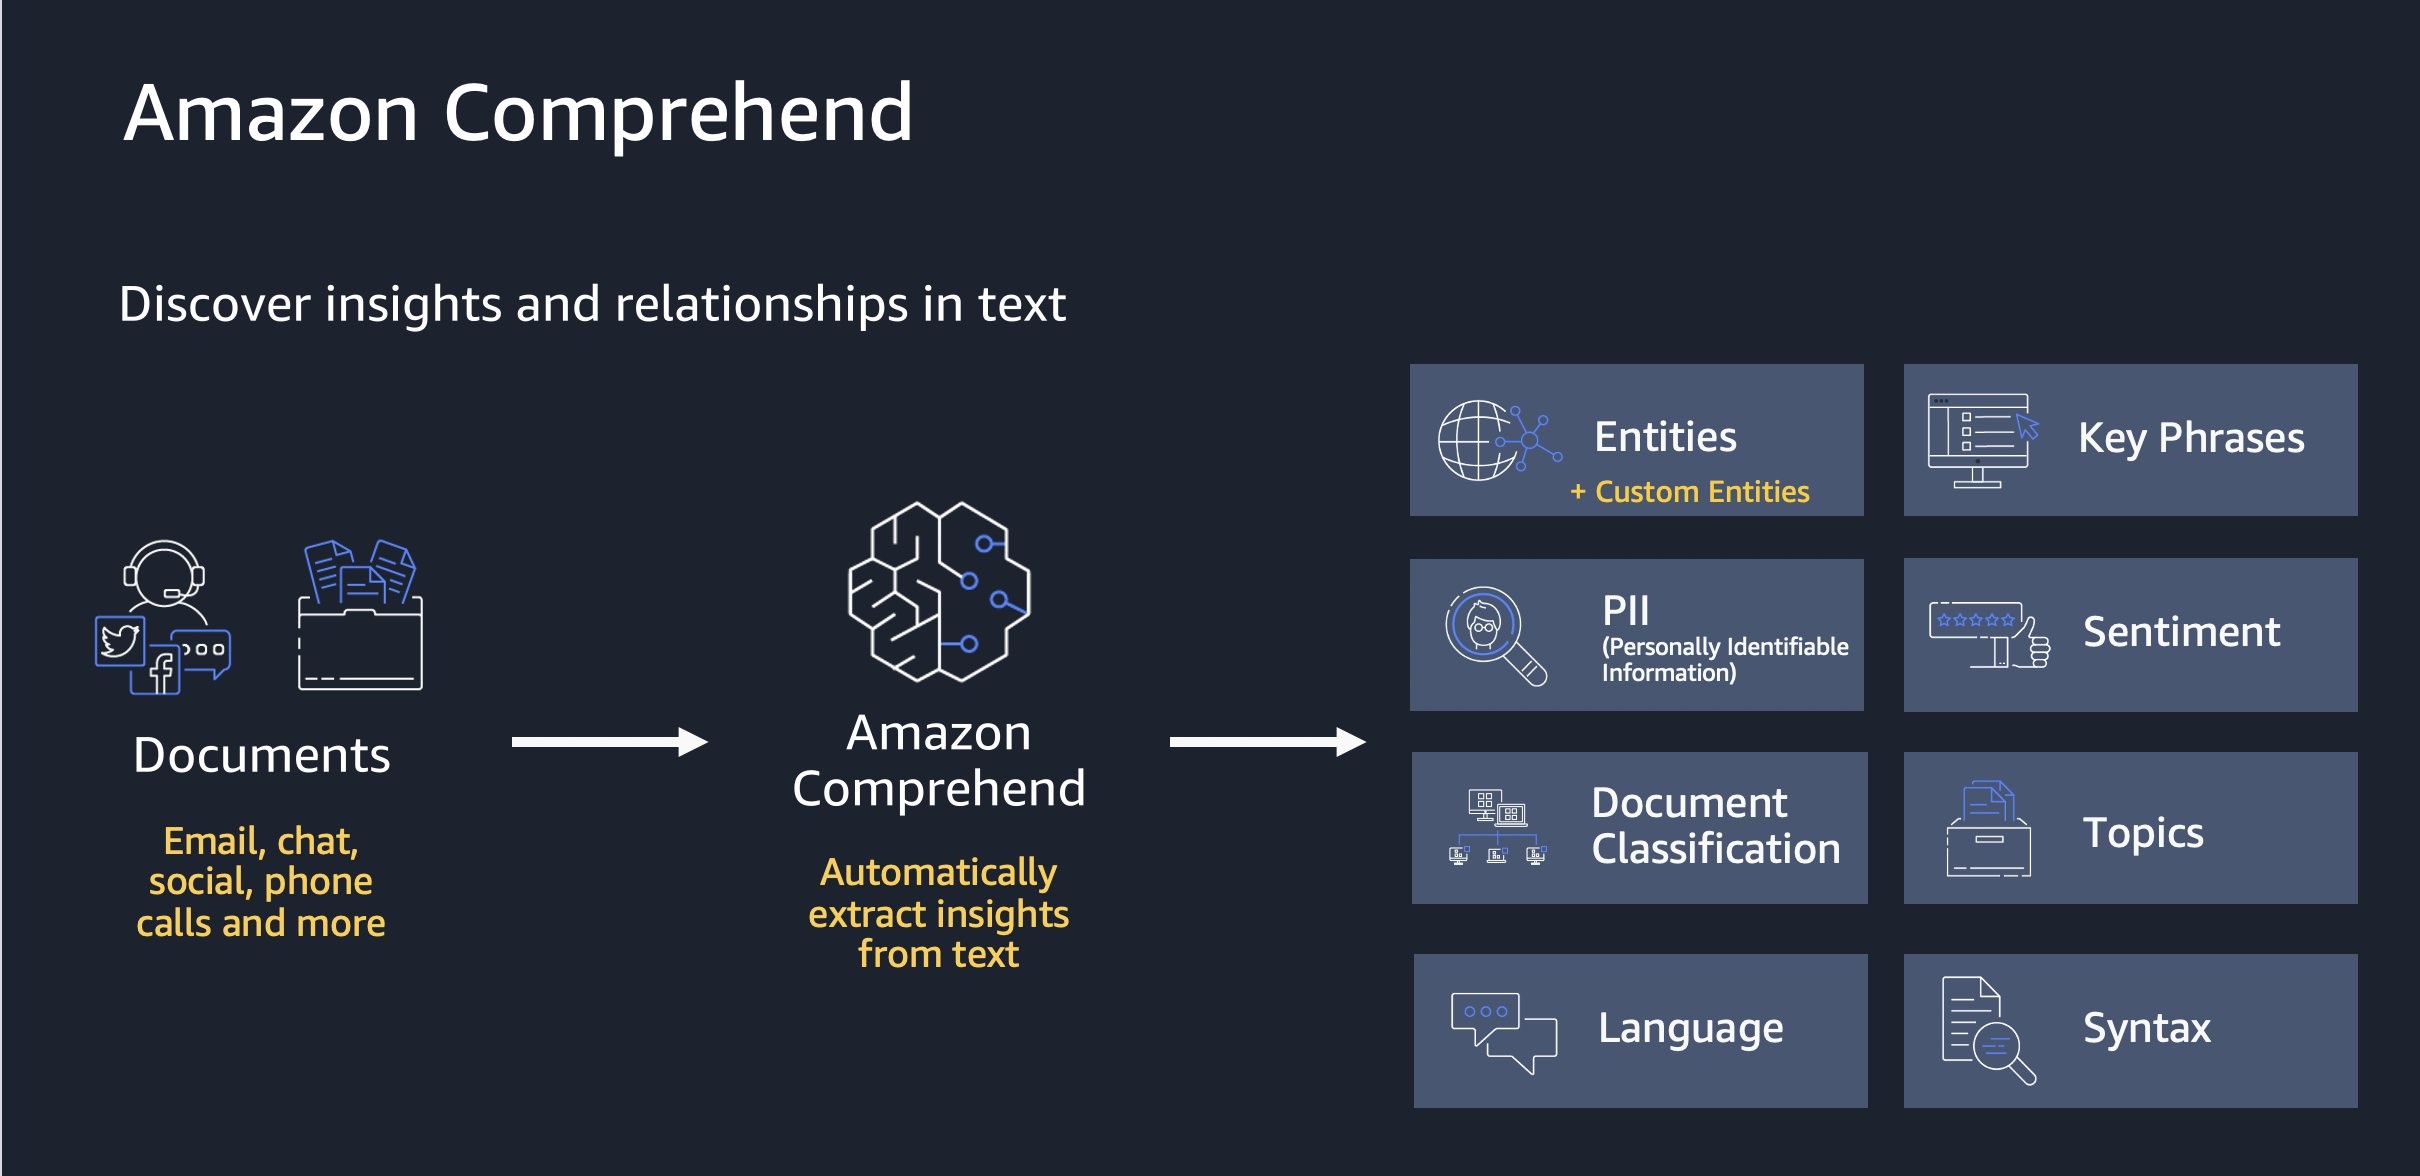 Amazon Comprehend
Discover insights and relationships in text
Documents
Email, chat,
social, phone
calls and more
Amazon
Comprehend
Automatically
extract insights
from text
Entities
+ Custom Entities
Key Phrases
PII
(Personally Identifiable
Information)
Sentiment
Document
Classification
Topics
Language
Syntax